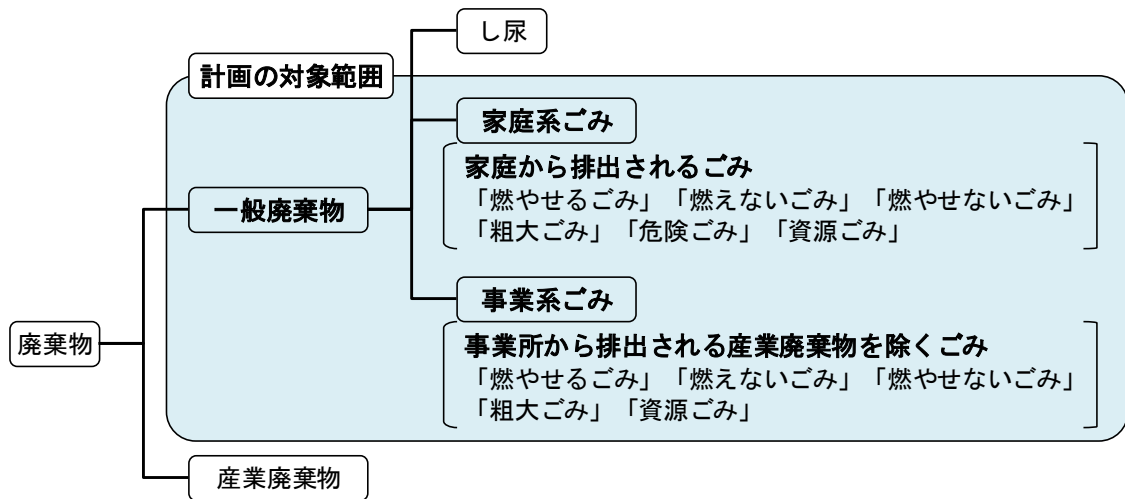 し尿
計画の対象範囲
家庭系ごみ
家庭から排出されるごみ
「燃やせるごみ」「燃えないごみ」「燃やせないごみ」
「粗大ごみ」「危険ごみ」「資源ごみ」
一般廃棄物
事業系ごみ
事業所から排出される産業廃棄物を除くごみ
「燃やせるごみ」「燃えないごみ」「燃やせないごみ」
「粗大ごみ」「資源ごみ」
廃棄物
産業廃棄物